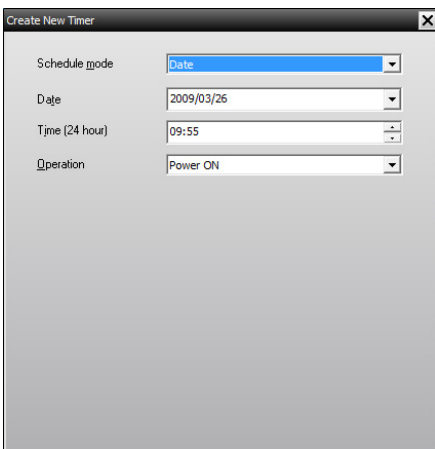 Create New Timer
Schedule mode Date
Date 2009/03/26
Time (24 hour) 09:55
Operation Power ON